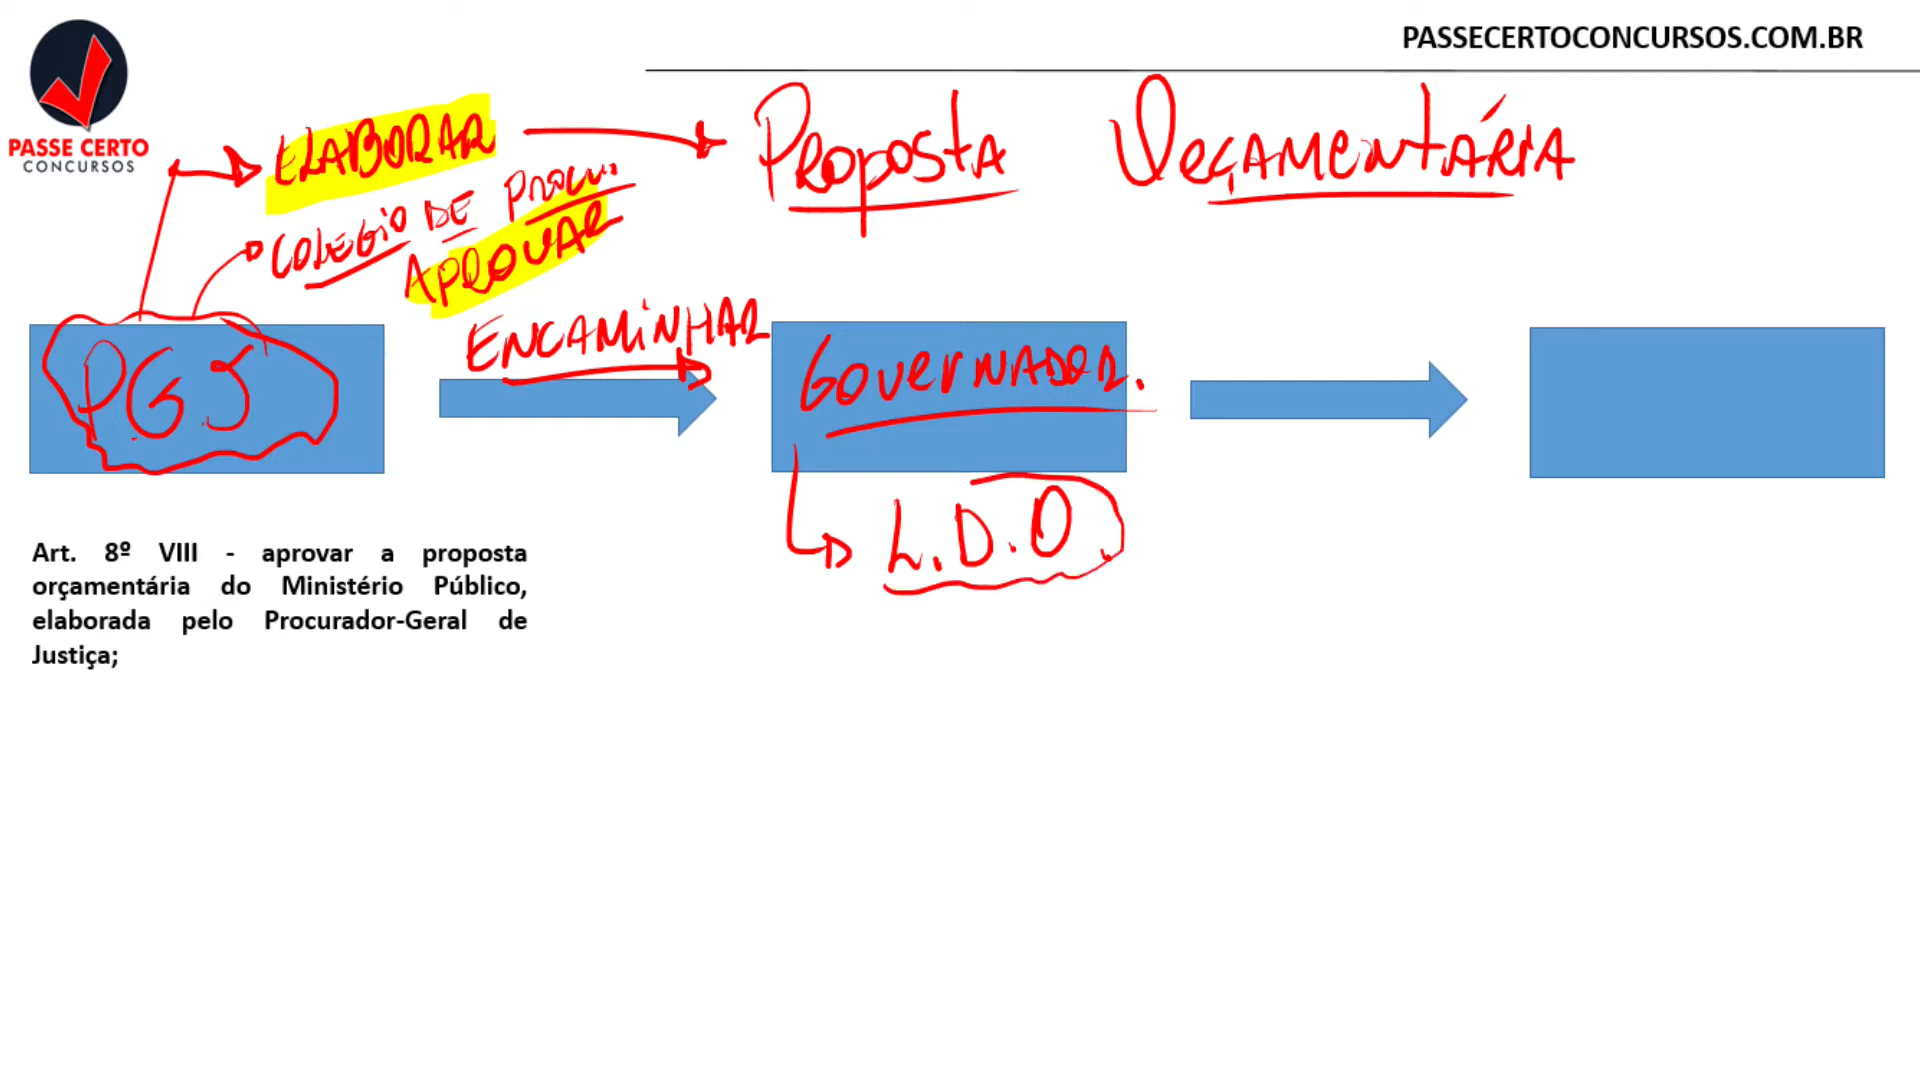 PASSECERTOCONCURSOS.COM.BR
PASSE CERTO
CONCURSOS
ELABORAR
PROPOSTA ORÇAMENTÁRIA
COLEGIO DE PROCU.
APROVAR
ENCAMINHAR
P.G.J
GOVERNADOR.
L.D.O.
Art. 8º VIII - aprovar a proposta
orçamentária do Ministério Público,
elaborada pelo Procurador-Geral de
Justiça;